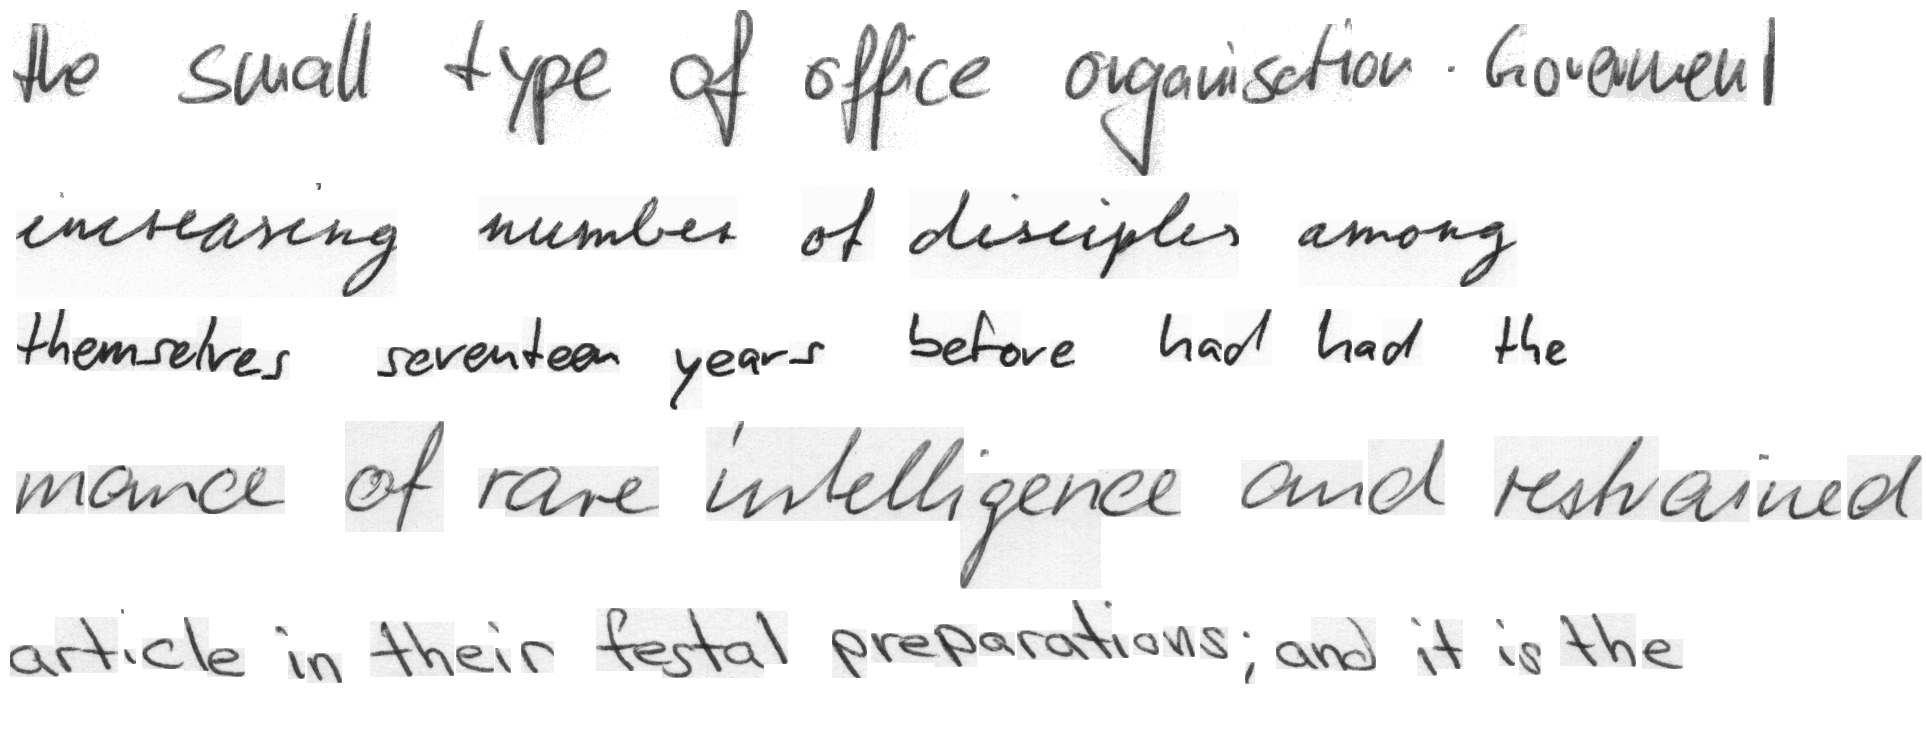 the small type of office organisation. Government
increasing number of disciples among
themselves seventeen years before had had the
mance of rare intelligence and restrained
article in their festal preparations; and it is the